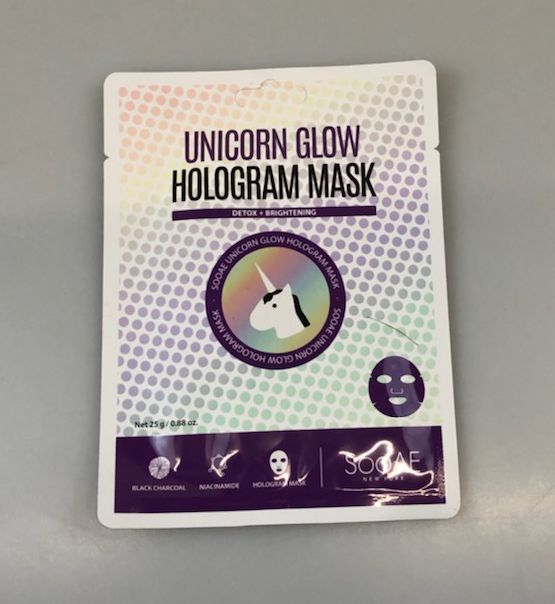 UNICORN GLOW
HOLOGRAM MASK
DETOX + BRIGHTENING
SOOAE UNICORN GLOW HOLOGRAM MASK · SOOAE UNICORN GLOW HOLOGRAM MASK ·
Net 25 g / 0.88 oz.
BLACK CHARCOAL
NIACINAMIDE
HOLOGRAM MASK
SOOAE
NEW YORK